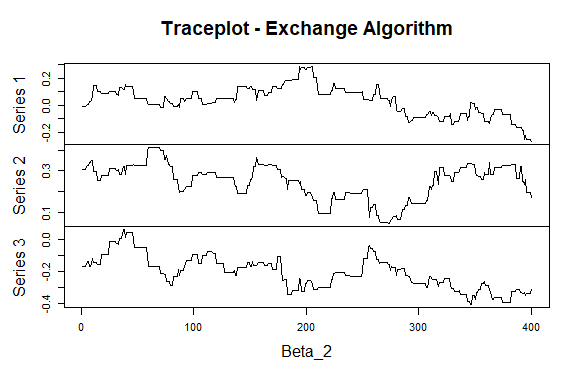 Traceplot - Exchange Algorithm
Series 1
-0.2 0.0 0.2
Series 2
0.1 0.3
Series 3
-0.4 -0.2 0.0
0 100 200 300 400
Beta_2